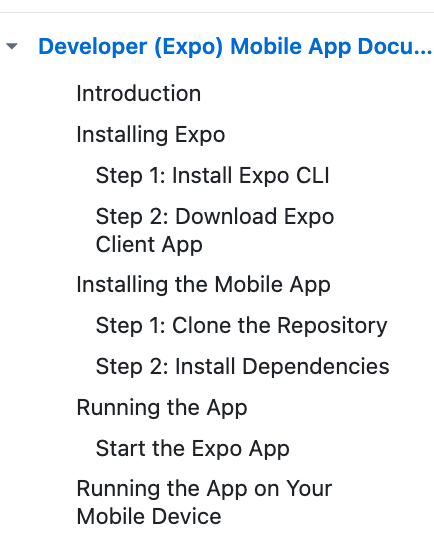 Developer (Expo) Mobile App Docu...
Introduction
Installing Expo
Step 1: Install Expo CLI
Step 2: Download Expo
Client App
Installing the Mobile App
Step 1: Clone the Repository
Step 2: Install Dependencies
Running the App
Start the Expo App
Running the App on Your
Mobile Device